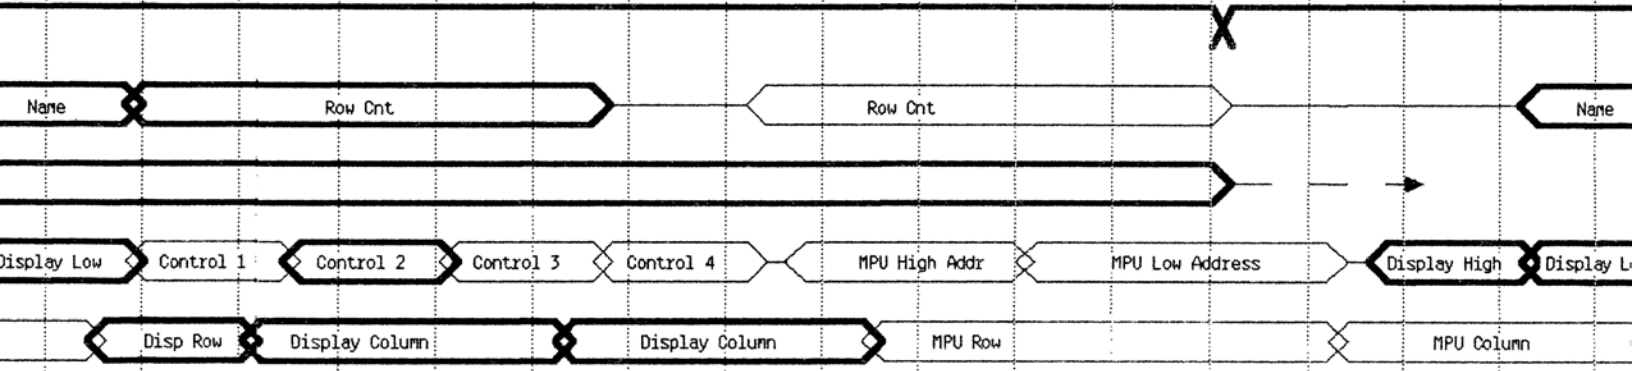 Name Row Cnt Row Cnt Name
Display Low Control 1 Control 2 Control 3 Control 4 MPU High Addr MPU Low Address Display High Display L
Disp Row Display Column Display Column MPU Row MPU Column